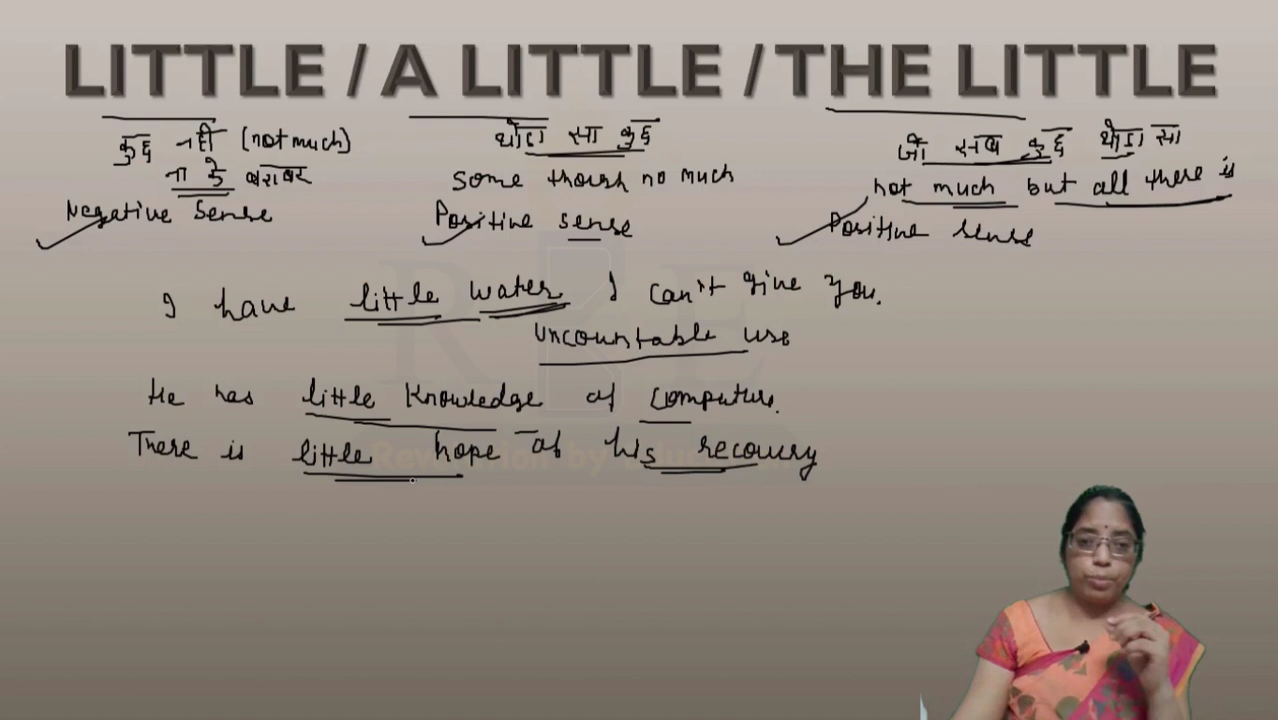 LITTLE / A LITTLE / THE LITTLE
कुछ नहीं (not much)
ना के बराबर
Negative Sense
थोड़ा सा कुछ
Some though no much
Positive sense
जो सब कुछ थोड़ा सा
not much but all there is
Positive sense
I have little water I can't give you.
Uncountable use
He has little knowledge of Computer.
There is little hope of his recovery